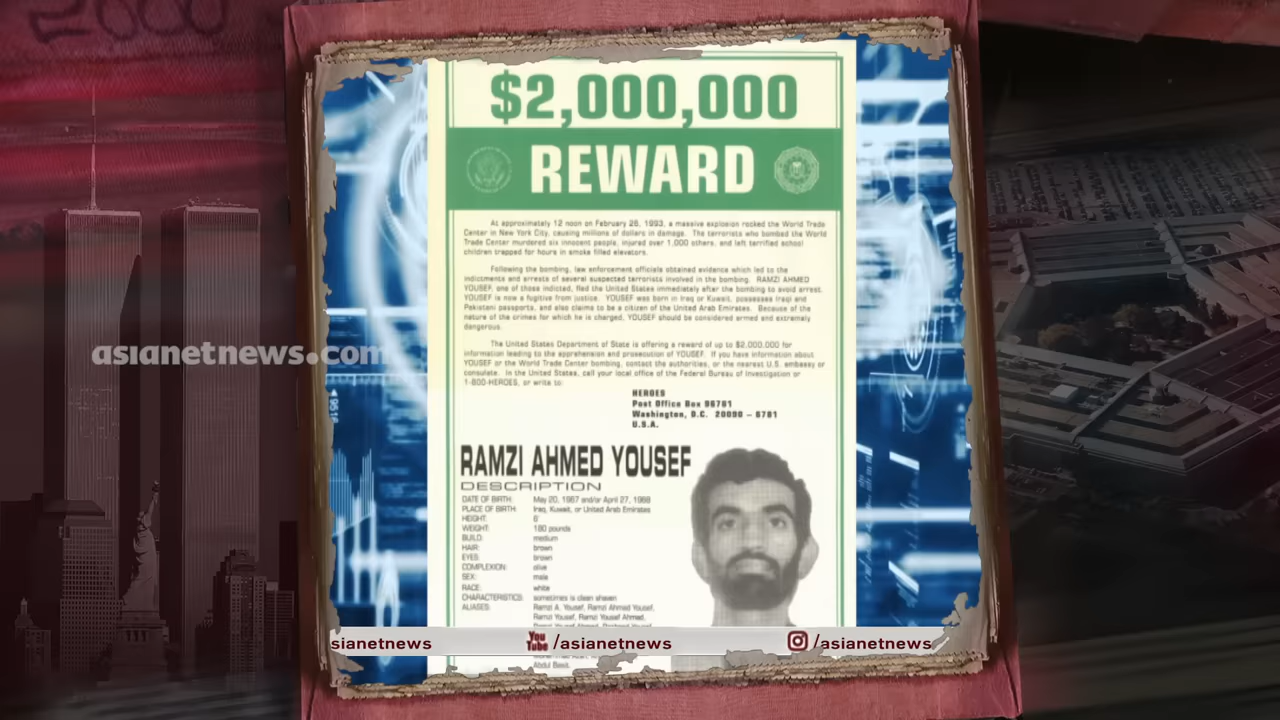 2000
$2,000,000
REWARD
At approximately 12 noon on February 26, 1993, a massive explosion rocked the World Trade
Center in New York City, causing millions of dollars in damage. The terrorists who bombed the World
Trade Center murdered six innocent people, injured over 1,000 others, and left terrified school
children trapped for hours in smoke filled elevators.
Following the bombing, law enforcement officials obtained evidence which led to the
indictments and arrests of several suspected terrorists involved in the bombing. RAMZI AHMED
YOUSEF, one of those indicted, fled the United States immediately after the bombing to avoid arrest.
YOUSEF is now a fugitive from justice. YOUSEF was born in Iraq or Kuwait, possesses Iraqi and
Pakistani passports, and also claims to be a citizen of the United Arab Emirates. Because of the
nature of the crimes for which he is charged, YOUSEF should be considered armed and extremely
dangerous.
The United States Department of State is offering a reward of up to $2,000,000 for
information leading to the apprehension and prosecution of YOUSEF. If you have information about
YOUSEF or the World Trade Center bombing, contact the authorities, or the nearest U.S. embassy or
consulate. In the United States, call your local office of the Federal Bureau of Investigation or
1-800-HEROES, or write to:
HEROES
Post Office Box 96781
Washington, D.C. 20090 – 6781
U.S.A.
asianetnews.com
RAMZI AHMED YOUSEF
DESCRIPTION
DATE OF BIRTH: May 20, 1967 and/or April 27, 1968
PLACE OF BIRTH: Iraq, Kuwait, or United Arab Emirates
HEIGHT: 6'
WEIGHT: 180 pounds
BUILD: medium
HAIR: brown
EYES: brown
COMPLEXION: olive
SEX: male
RACE: white
CHARACTERISTICS: sometimes is clean shaven
ALIASES: Ramzi A. Yousef, Ramzi Ahmed Yousef,
Ramzi Yousef, Ramzi Yousef Ahmed,
sianetnews
You Tube /asianetnews
/asianetnews
Abdul Basit.